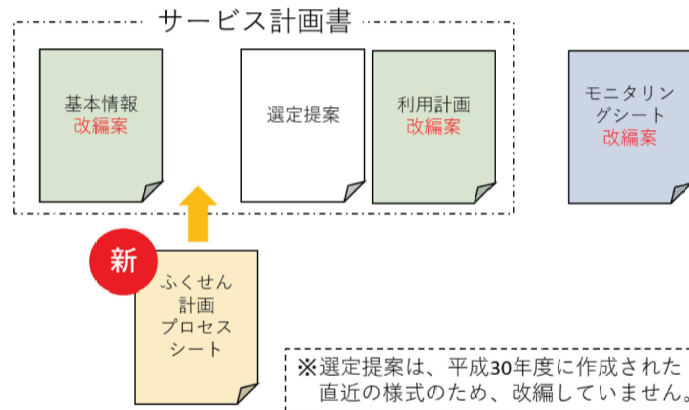 サービス計画書
基本情報
改編案
選定提案
利用計画
改編案
モニタリン
グシート
改編案
新
ふくせん
計画
プロセス
シート
※選定提案は、平成30年度に作成された
直近の様式のため、改編していません。